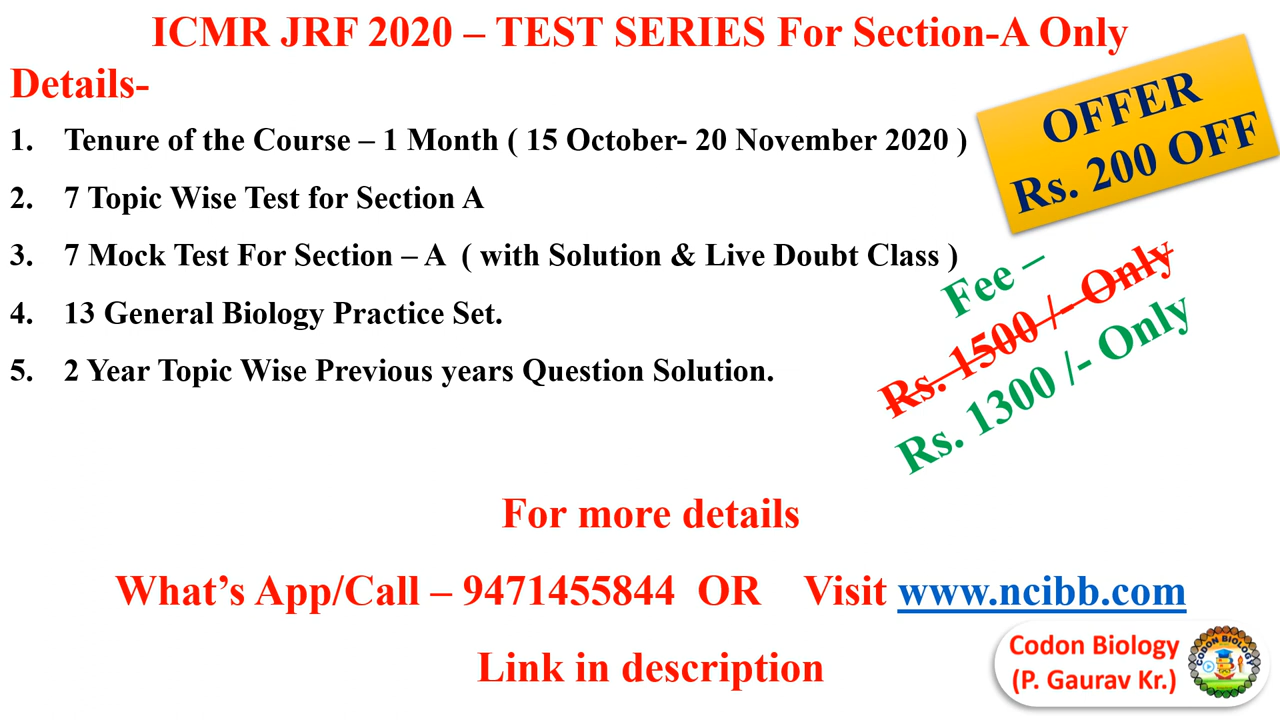 ICMR JRF 2020 – TEST SERIES For Section-A Only
Details-
1. Tenure of the Course – 1 Month ( 15 October- 20 November 2020 )
2. 7 Topic Wise Test for Section A
3. 7 Mock Test For Section – A ( with Solution & Live Doubt Class )
4. 13 General Biology Practice Set.
5. 2 Year Topic Wise Previous years Question Solution.
OFFER
Rs. 200 OFF
Fee –
Rs. 1500 /- Only
Rs. 1300 /- Only
For more details
What’s App/Call – 9471455844 OR Visit www.ncibb.com
Link in description
Codon Biology
(P. Gaurav Kr.)
CODON BIOLOGY